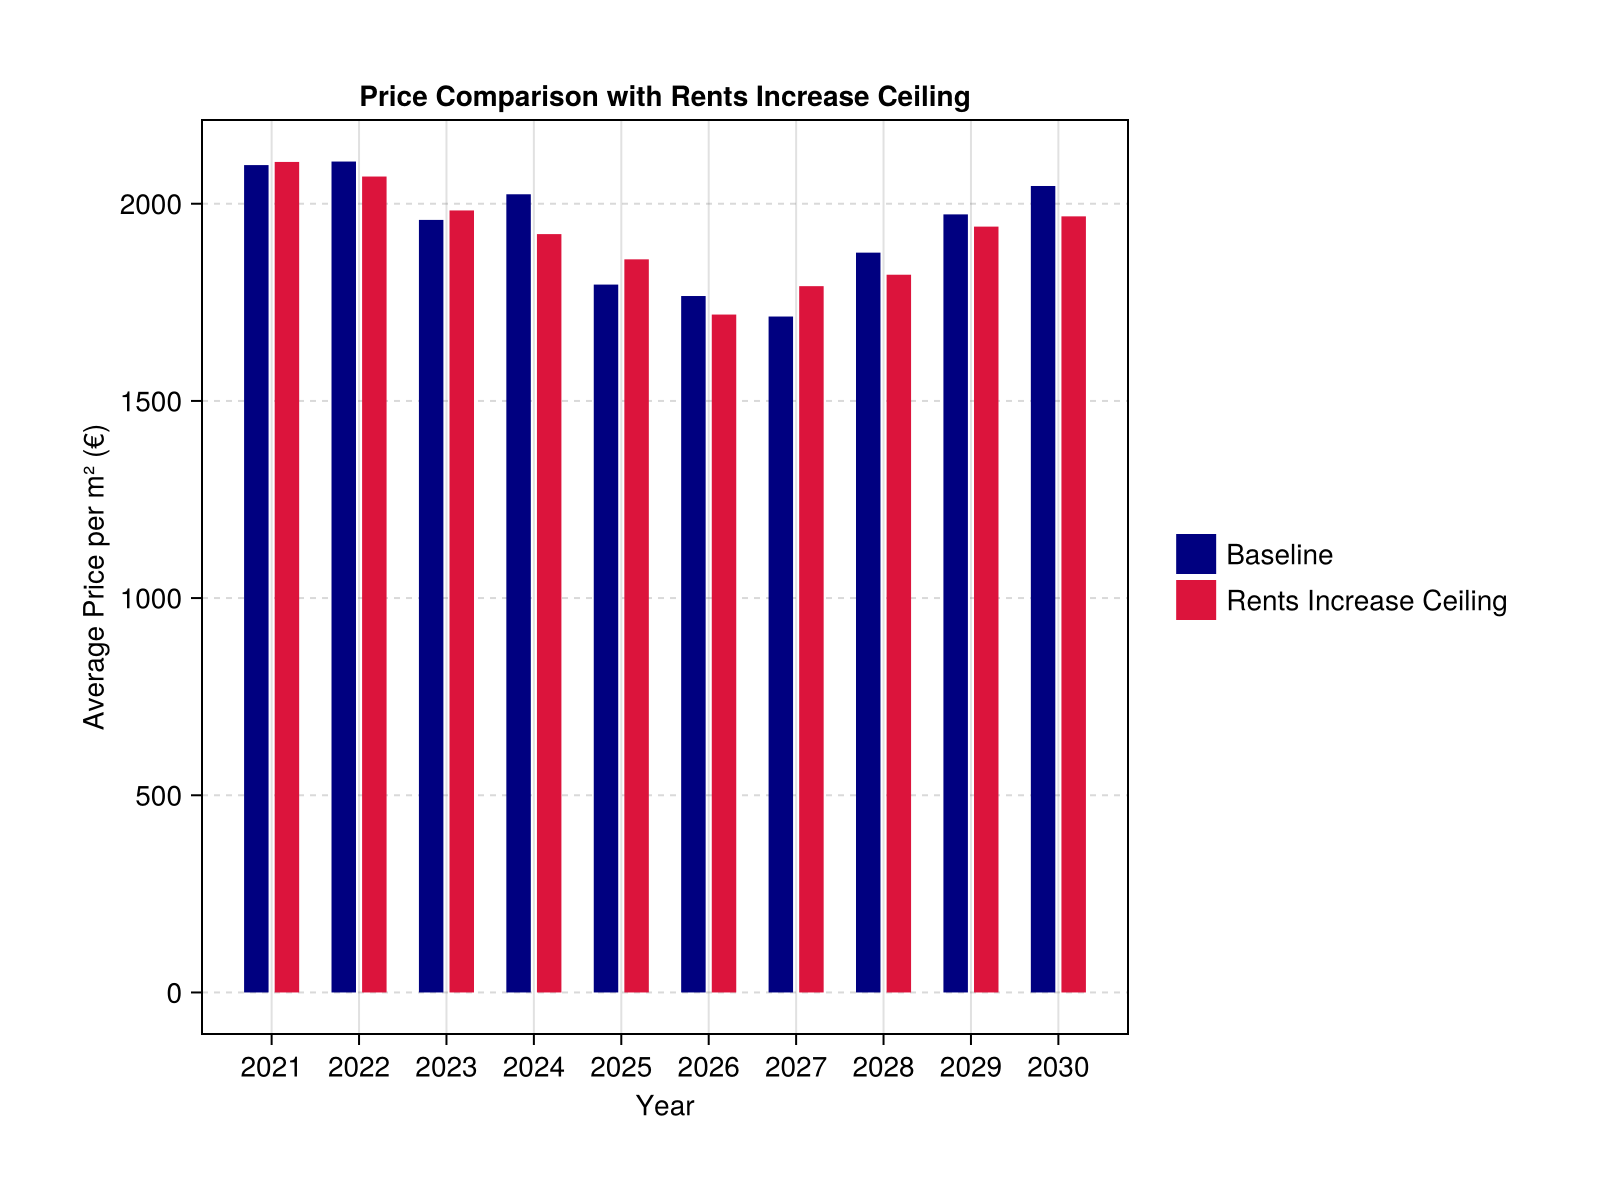 Price Comparison with Rents Increase Ceiling
Average Price per m² (€)
2000
1500
1000
500
0
2021 2022 2023 2024 2025 2026 2027 2028 2029 2030
Year
Baseline
Rents Increase Ceiling